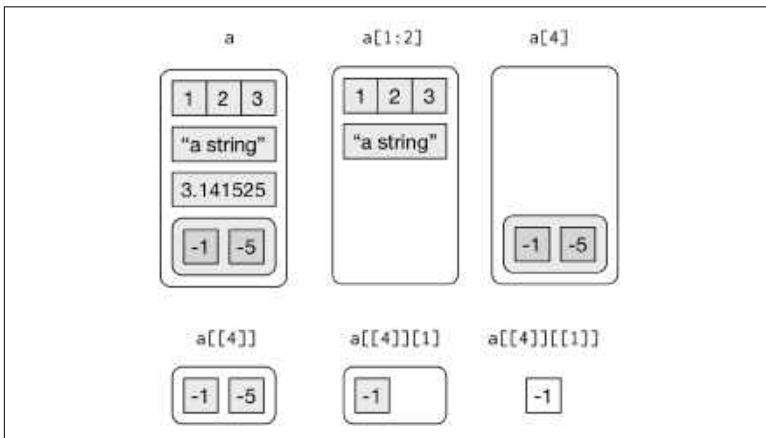 a
a[1:2]
a[4]
1 2 3
"a string"
3.141525
-1 -5
1 2 3
"a string"
-1 -5
a[[4]]
a[[4]][1]
a[[4]][[1]]
-1 -5
-1
-1